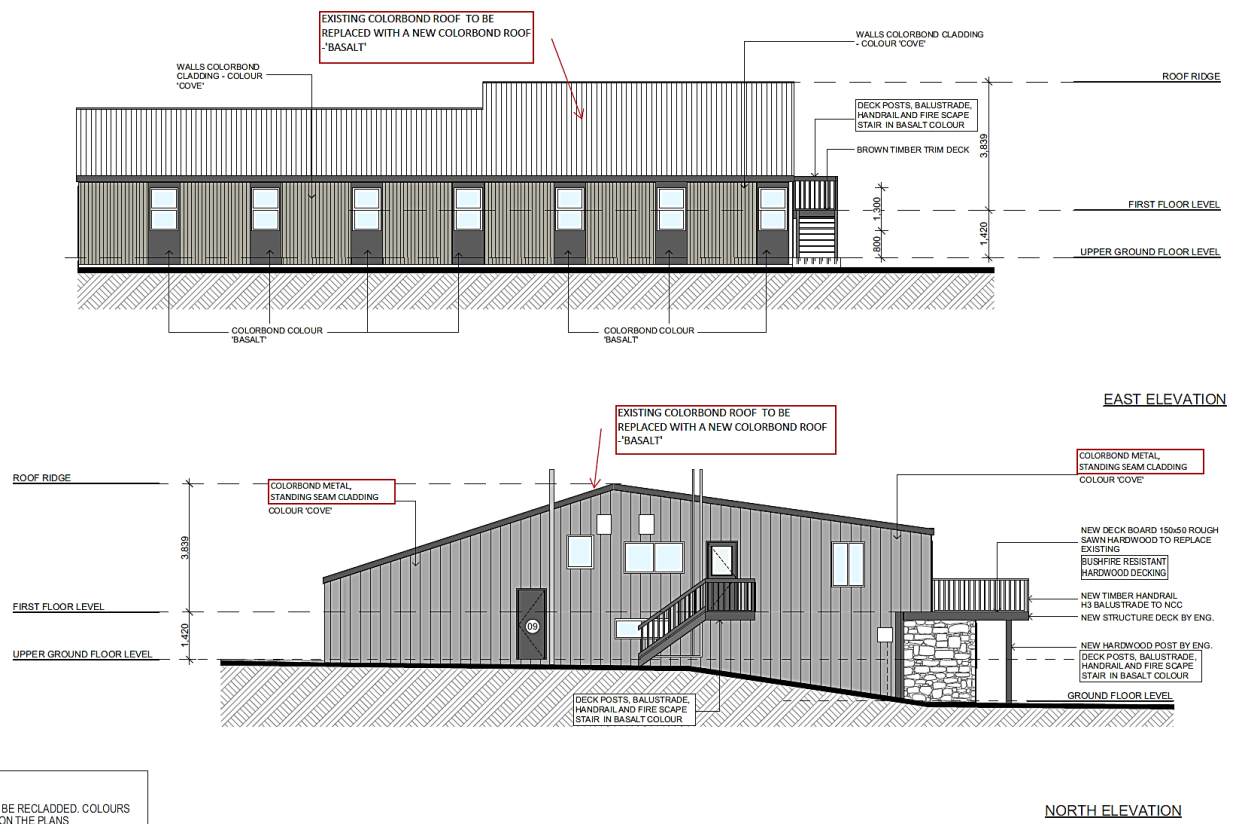 EXISTING COLORBOND ROOF TO BE
REPLACED WITH A NEW COLORBOND ROOF
-'BASALT'
WALLS COLORBOND CLADDING
- COLOUR 'COVE'
WALLS COLORBOND
CLADDING - COLOUR
'COVE'
ROOF RIDGE
DECK POSTS, BALUSTRADE,
HANDRAIL AND FIRE SCAPE
STAIR IN BASALT COLOUR
BROWN TIMBER TRIM DECK
3,839
1,300
FIRST FLOOR LEVEL
1,420
800
UPPER GROUND FLOOR LEVEL
COLORBOND COLOUR
'BASALT'
COLORBOND COLOUR
'BASALT'
EAST ELEVATION
EXISTING COLORBOND ROOF TO BE
REPLACED WITH A NEW COLORBOND ROOF
-'BASALT'
COLORBOND METAL,
STANDING SEAM CLADDING
COLOUR 'COVE'
ROOF RIDGE
COLORBOND METAL,
STANDING SEAM CLADDING
COLOUR 'COVE'
3,839
NEW DECK BOARD 150x50 ROUGH
SAWN HARDWOOD TO REPLACE
EXISTING
BUSHFIRE RESISTANT
HARDWOOD DECKING
NEW TIMBER HANDRAIL
H3 BALUSTRADE TO NCC
NEW STRUCTURE DECK BY ENG.
FIRST FLOOR LEVEL
1,420
09
NEW HARDWOOD POST BY ENG.
DECK POSTS, BALUSTRADE,
HANDRAIL AND FIRE SCAPE
STAIR IN BASALT COLOUR
UPPER GROUND FLOOR LEVEL
GROUND FLOOR LEVEL
DECK POSTS, BALUSTRADE,
HANDRAIL AND FIRE SCAPE
STAIR IN BASALT COLOUR
BE RECLADDED. COLOURS
ON THE PLANS
NORTH ELEVATION